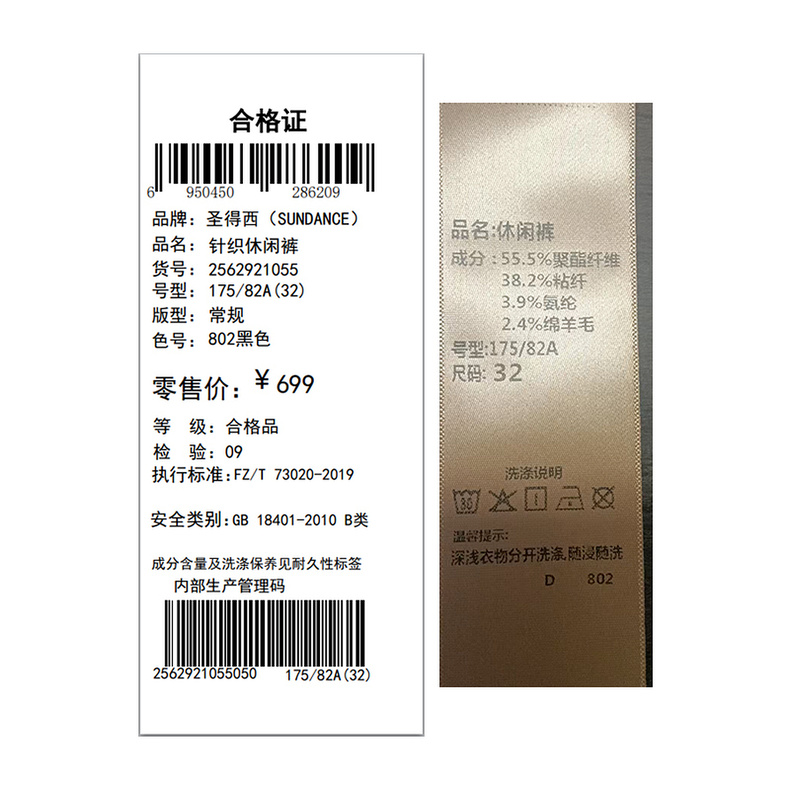 合格证
6 950450 286209
品牌：圣得西（SUNDANCE）
品名：针织休闲裤
货号：2562921055
号型：175/82A(32)
版型：常规
色号：802黑色
零售价：￥699
等 级：合格品
检 验：09
执行标准:FZ/T 73020-2019
安全类别:GB 18401-2010 B类
成分含量及洗涤保养见耐久性标签
内部生产管理码
2562921055050 175/82A(32)
品名:休闲裤
成分:55.5%聚酯纤维
38.2%粘纤
3.9%氨纶
2.4%绵羊毛
号型:175/82A
尺码: 32
洗涤说明
30
温馨提示:
深浅衣物分开洗涤,随浸随洗
D 802